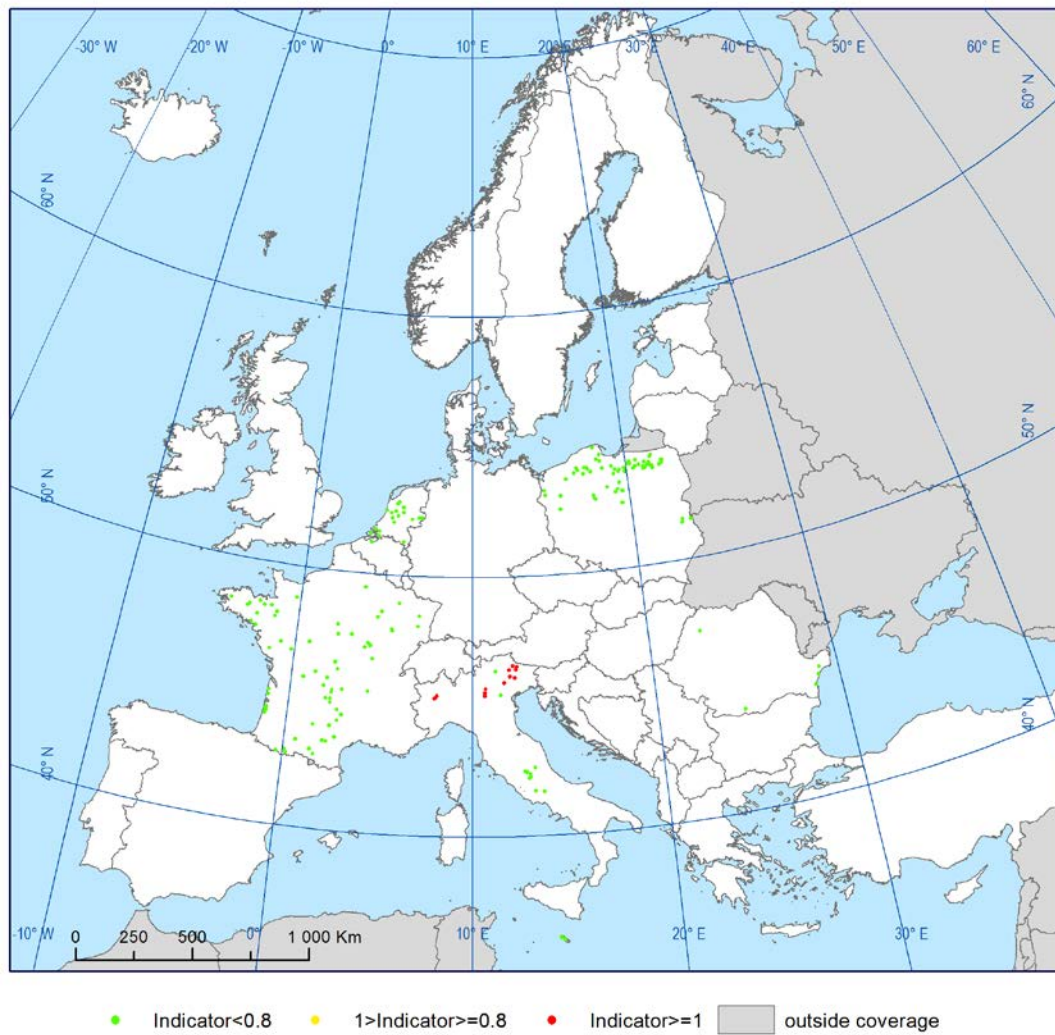 -30° W -20° W -10° W 0° 10° E 20° E 30° E 40° E 50° E 60° E
60° N
60° N
50° N
50° N
40° N
40° N
-10° W 0° 10° E 20° E 30° E
0 250 500 1 000 Km
Indicator<0.8 1>Indicator>=0.8 Indicator>=1 outside coverage